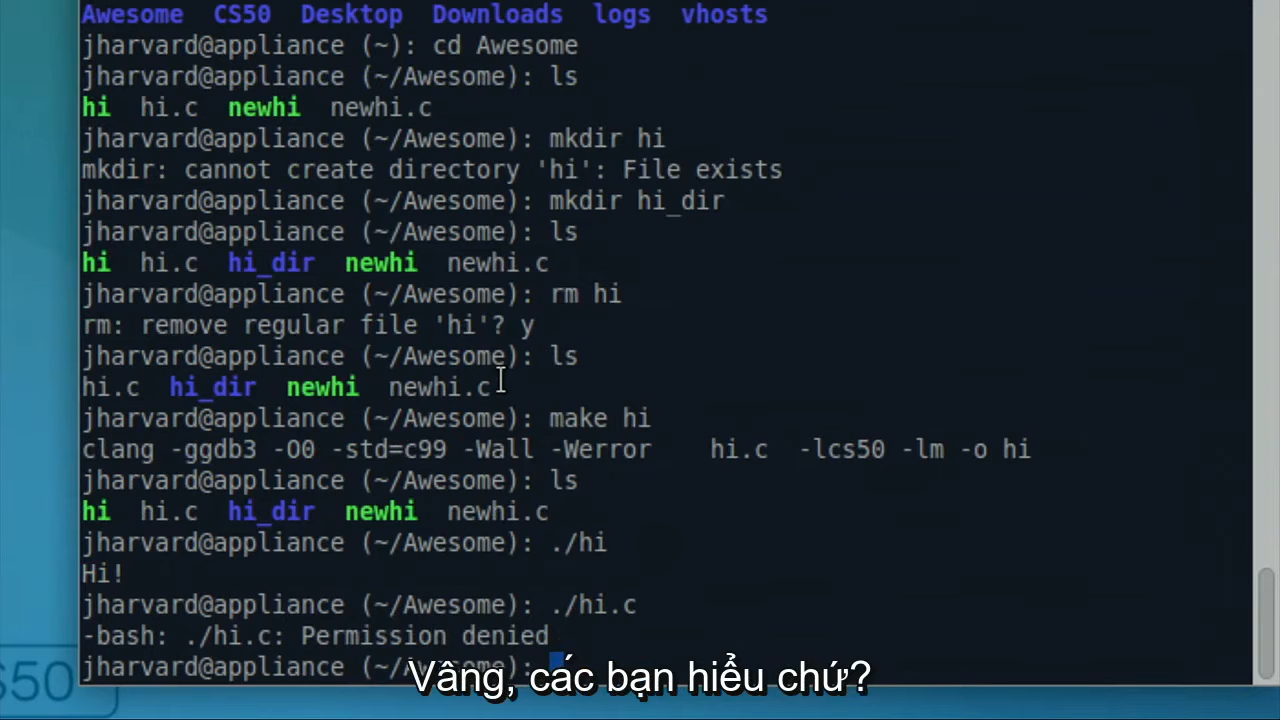 Awesome  CS50  Desktop  Downloads  logs  vhosts
jharvard@appliance (~): cd Awesome
jharvard@appliance (~/Awesome): ls
hi  hi.c  newhi  newhi.c
jharvard@appliance (~/Awesome): mkdir hi
mkdir: cannot create directory 'hi': File exists
jharvard@appliance (~/Awesome): mkdir hi_dir
jharvard@appliance (~/Awesome): ls
hi  hi.c  hi_dir  newhi  newhi.c
jharvard@appliance (~/Awesome): rm hi
rm: remove regular file 'hi'? y
jharvard@appliance (~/Awesome): ls
hi.c  hi_dir  newhi  newhi.c
jharvard@appliance (~/Awesome): make hi
clang -ggdb3 -O0 -std=c99 -Wall -Werror    hi.c  -lcs50 -lm -o hi
jharvard@appliance (~/Awesome): ls
hi  hi.c  hi_dir  newhi  newhi.c
jharvard@appliance (~/Awesome): ./hi
Hi!
jharvard@appliance (~/Awesome): ./hi.c
-bash: ./hi.c: Permission denied
jharvard@appliance (~/Awesome):
Vâng, các bạn hiểu chứ?
S50